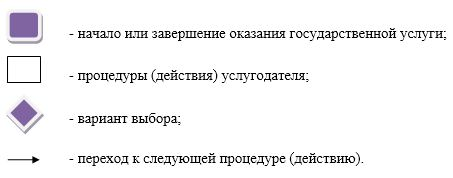 - начало или завершение оказания государственной услуги;
- процедуры (действия) услугодателя;
- вариант выбора;
- переход к следующей процедуре (действию).